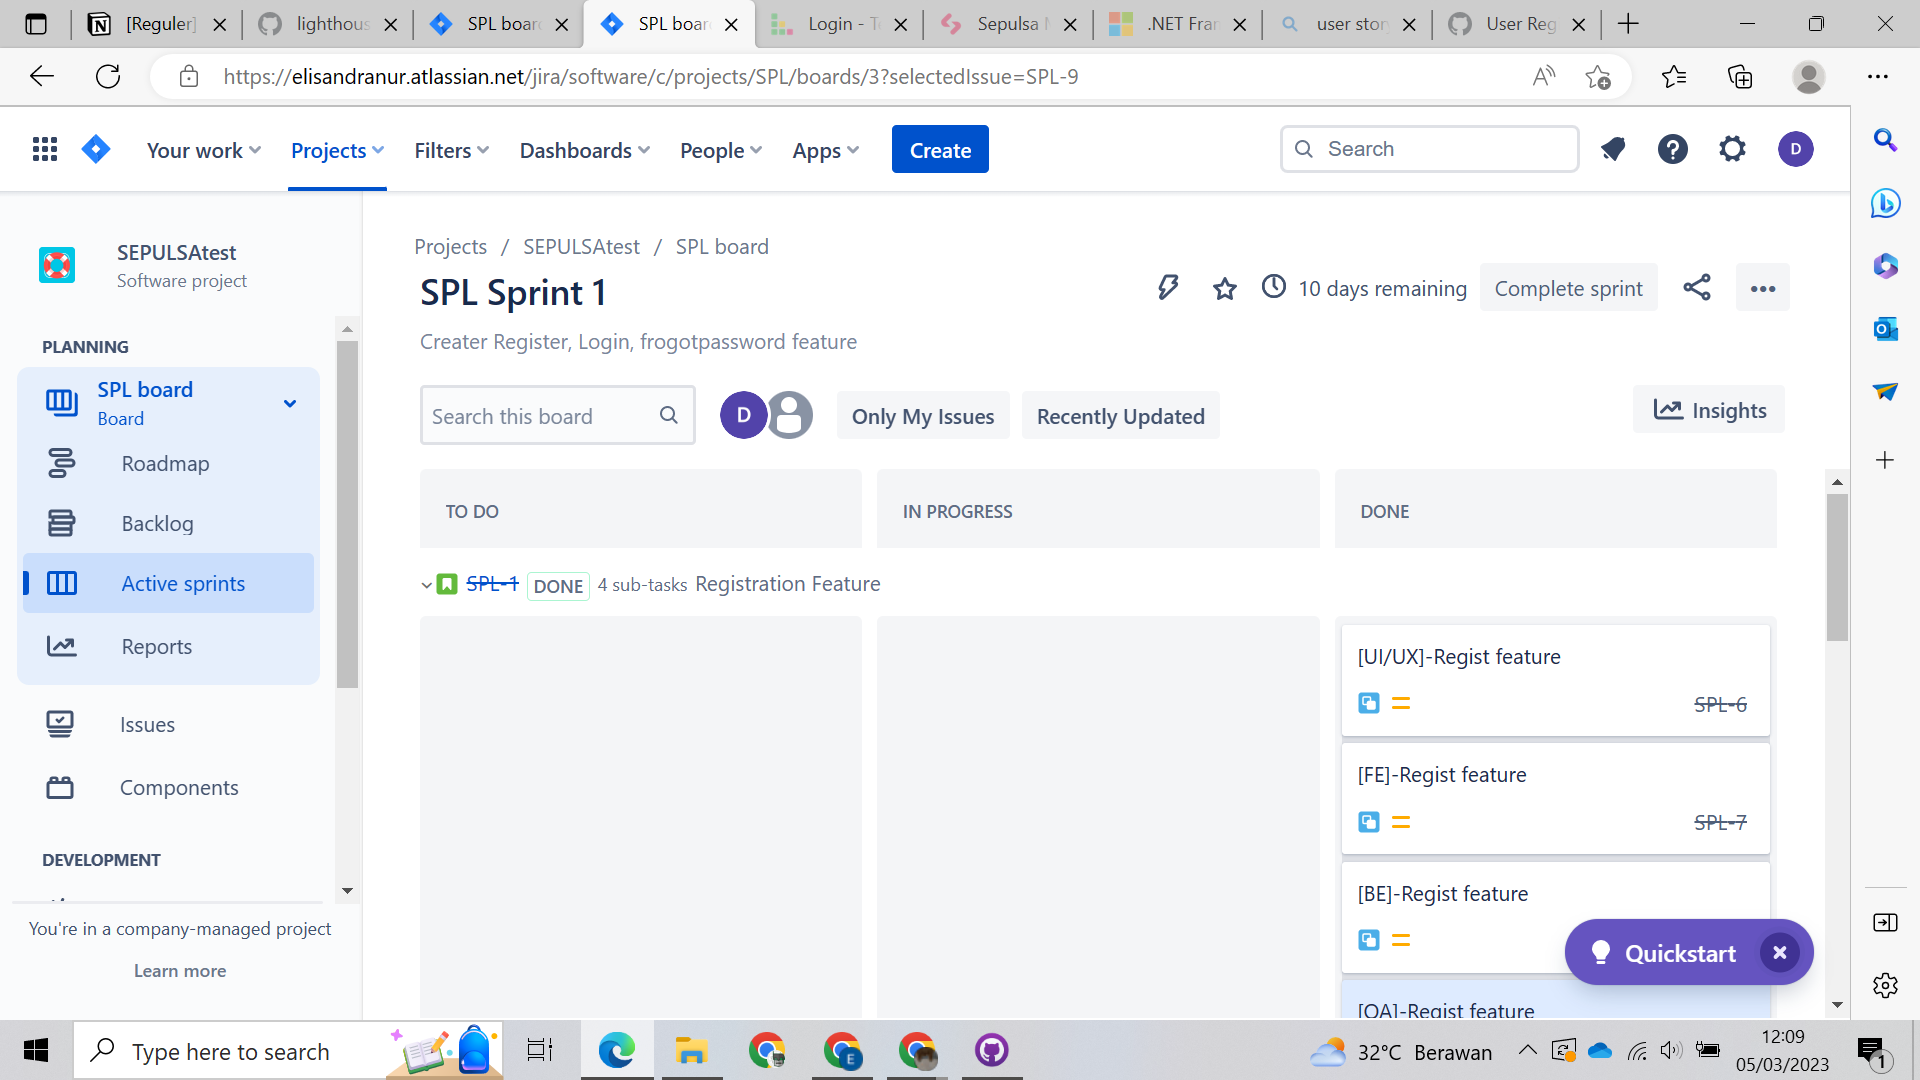 [Reguler]
lighthous
SPL boar
SPL boar
Login - T
Sepulsa
.NET Fran
user stor
User Reg
https://elisandranur.atlassian.net/jira/software/c/projects/SPL/boards/3?selectedIssue=SPL-9
Your work
Projects
Filters
Dashboards
People
Apps
Create
Search
D
SEPULSAtest
Software project
PLANNING
SPL board
Board
Roadmap
Backlog
Active sprints
Reports
Issues
Components
DEVELOPMENT
You're in a company-managed project
Learn more
Projects / SEPULSAtest / SPL board
SPL Sprint 1
10 days remaining
Complete sprint
Creater Register, Login, frogotpassword feature
Search this board
D
Only My Issues
Recently Updated
Insights
TO DO
IN PROGRESS
DONE
SPL-1 DONE 4 sub-tasks Registration Feature
[UI/UX]-Regist feature
SPL-6
[FE]-Regist feature
SPL-7
[BE]-Regist feature
Quickstart
[QA]-Regist feature
Type here to search
E
32°C Berawan
12:09
05/03/2023
1